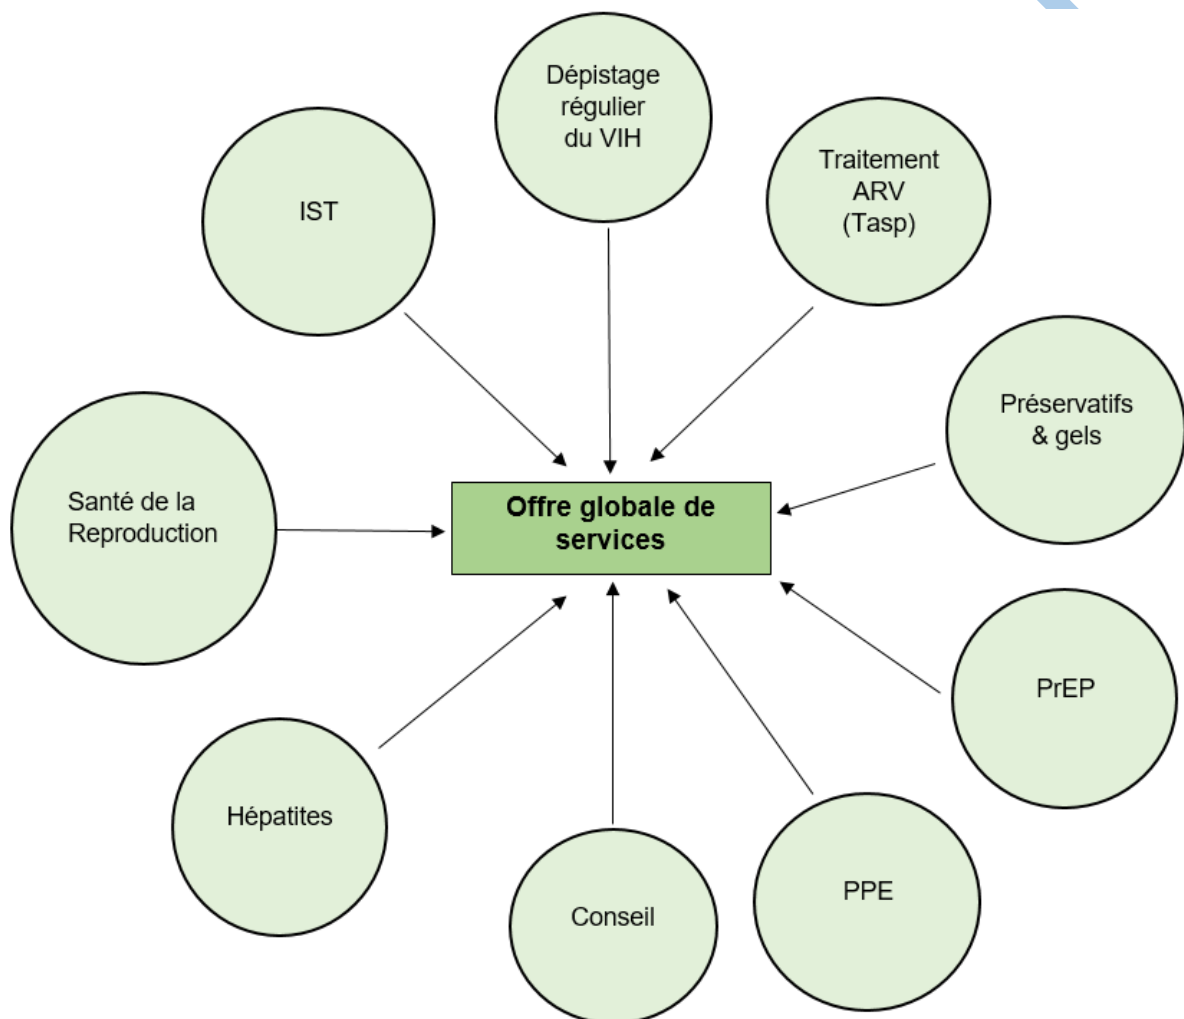 Dépistage
régulier
du VIH
Traitement
ARV
(Tasp)
IST
Préservatifs
& gels
Santé de la
Reproduction
Offre globale de
services
PrEP
Hépatites
PPE
Conseil